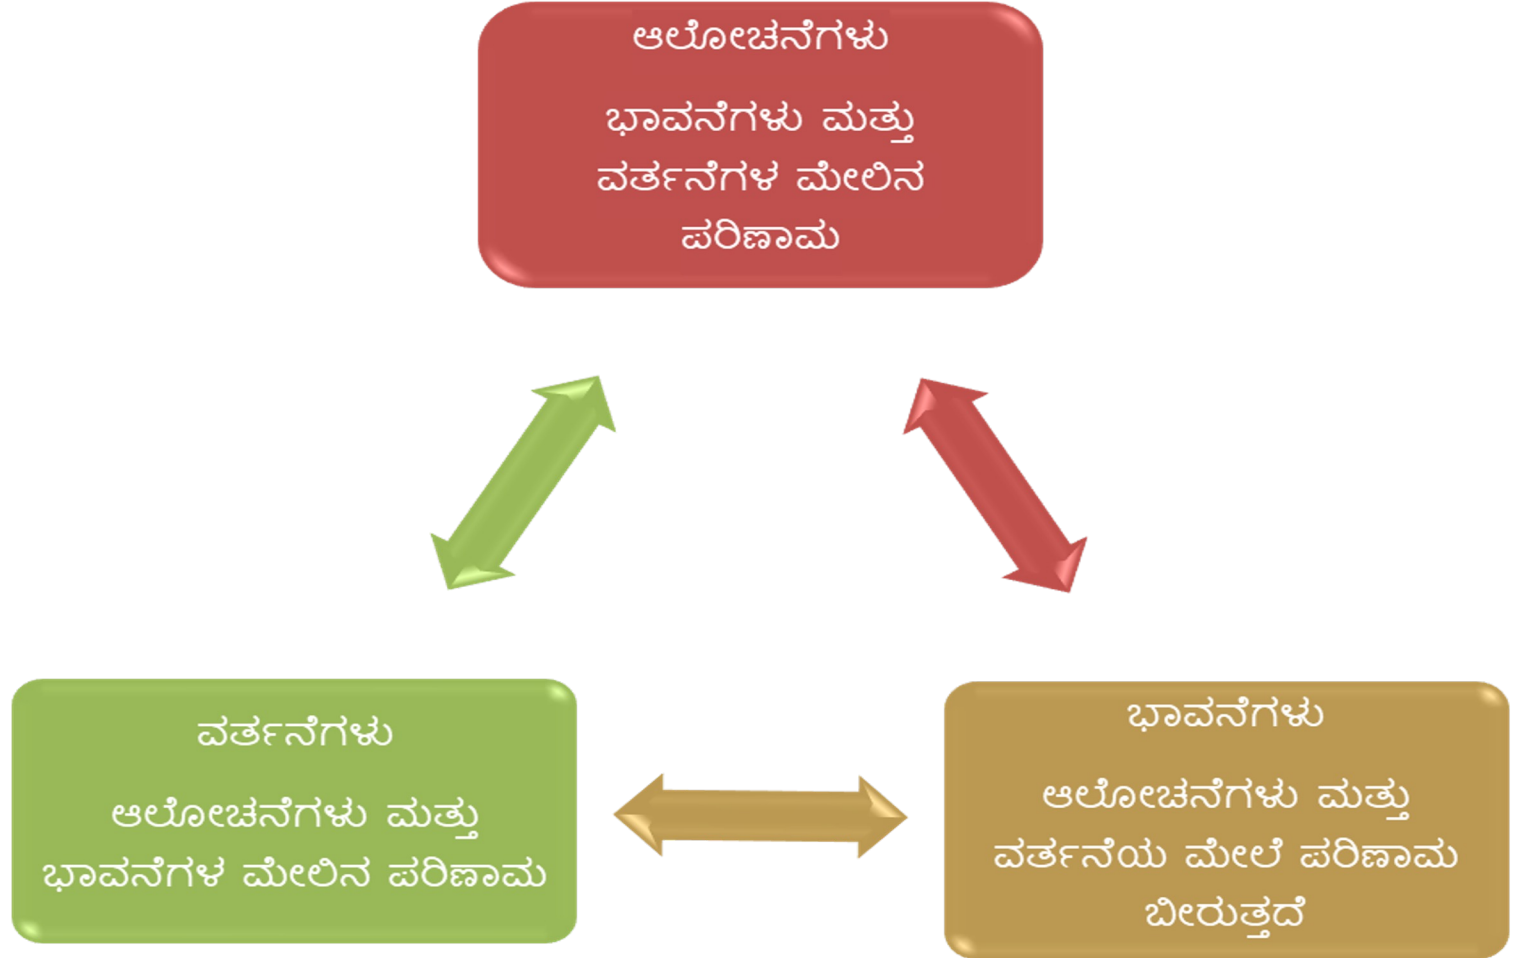 ಆಲೋಚನೆಗಳು
ಭಾವನೆಗಳು ಮತ್ತು
ವರ್ತನೆಗಳ ಮೇಲಿನ
ಪರಿಣಾಮ
ವರ್ತನೆಗಳು
ಆಲೋಚನೆಗಳು ಮತ್ತು
ಭಾವನೆಗಳ ಮೇಲಿನ ಪರಿಣಾಮ
ಭಾವನೆಗಳು
ಆಲೋಚನೆಗಳು ಮತ್ತು
ವರ್ತನೆಯ ಮೇಲೆ ಪರಿಣಾಮ
ಬೀರುತ್ತದೆ